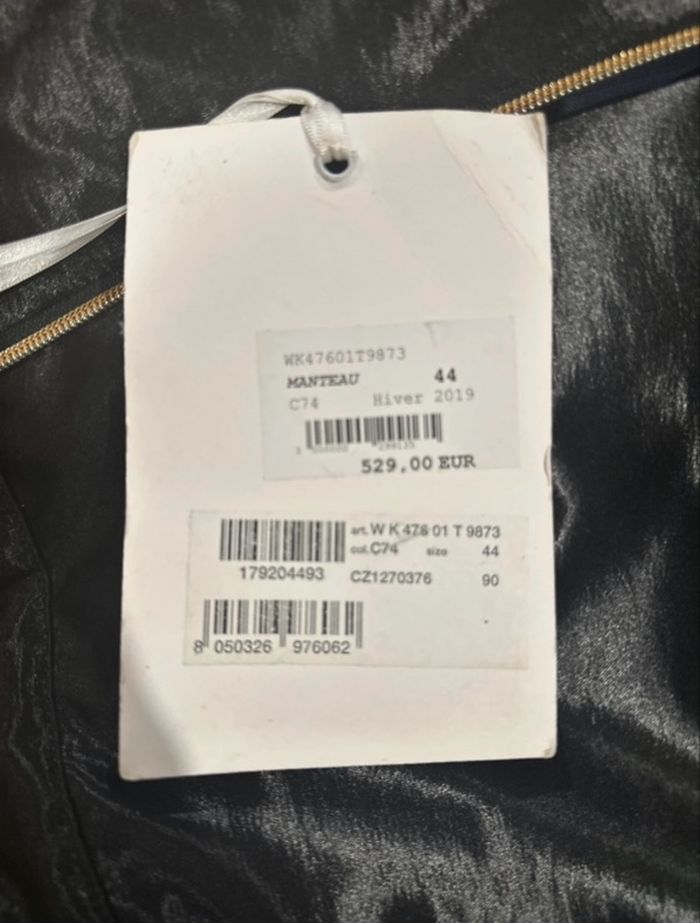 WK47601T9873
MANTEAU 44
C74 Hiver 2019
529,00 EUR
art. W K 476 01 T 9873
col. C74 size 44
179204493 CZ1270376 90
8 050326 976062